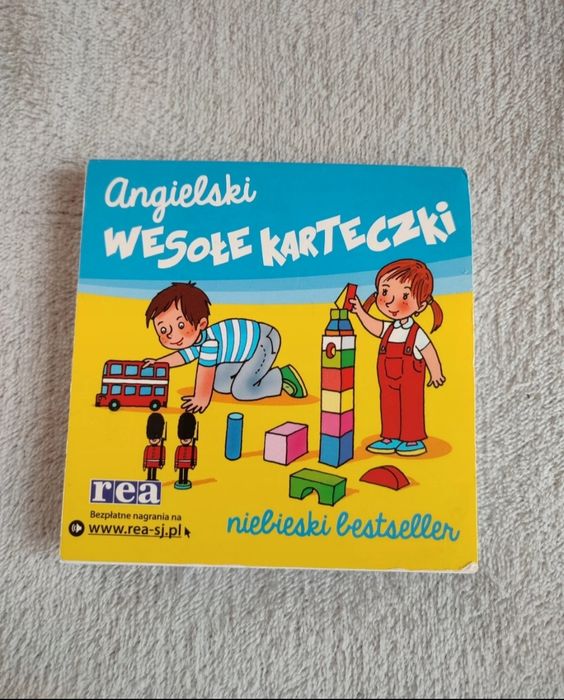 Angielski
WESOŁE KARTECZKI
rea
Bezpłatne nagrania na
www.rea-sj.pl
niebieski bestseller